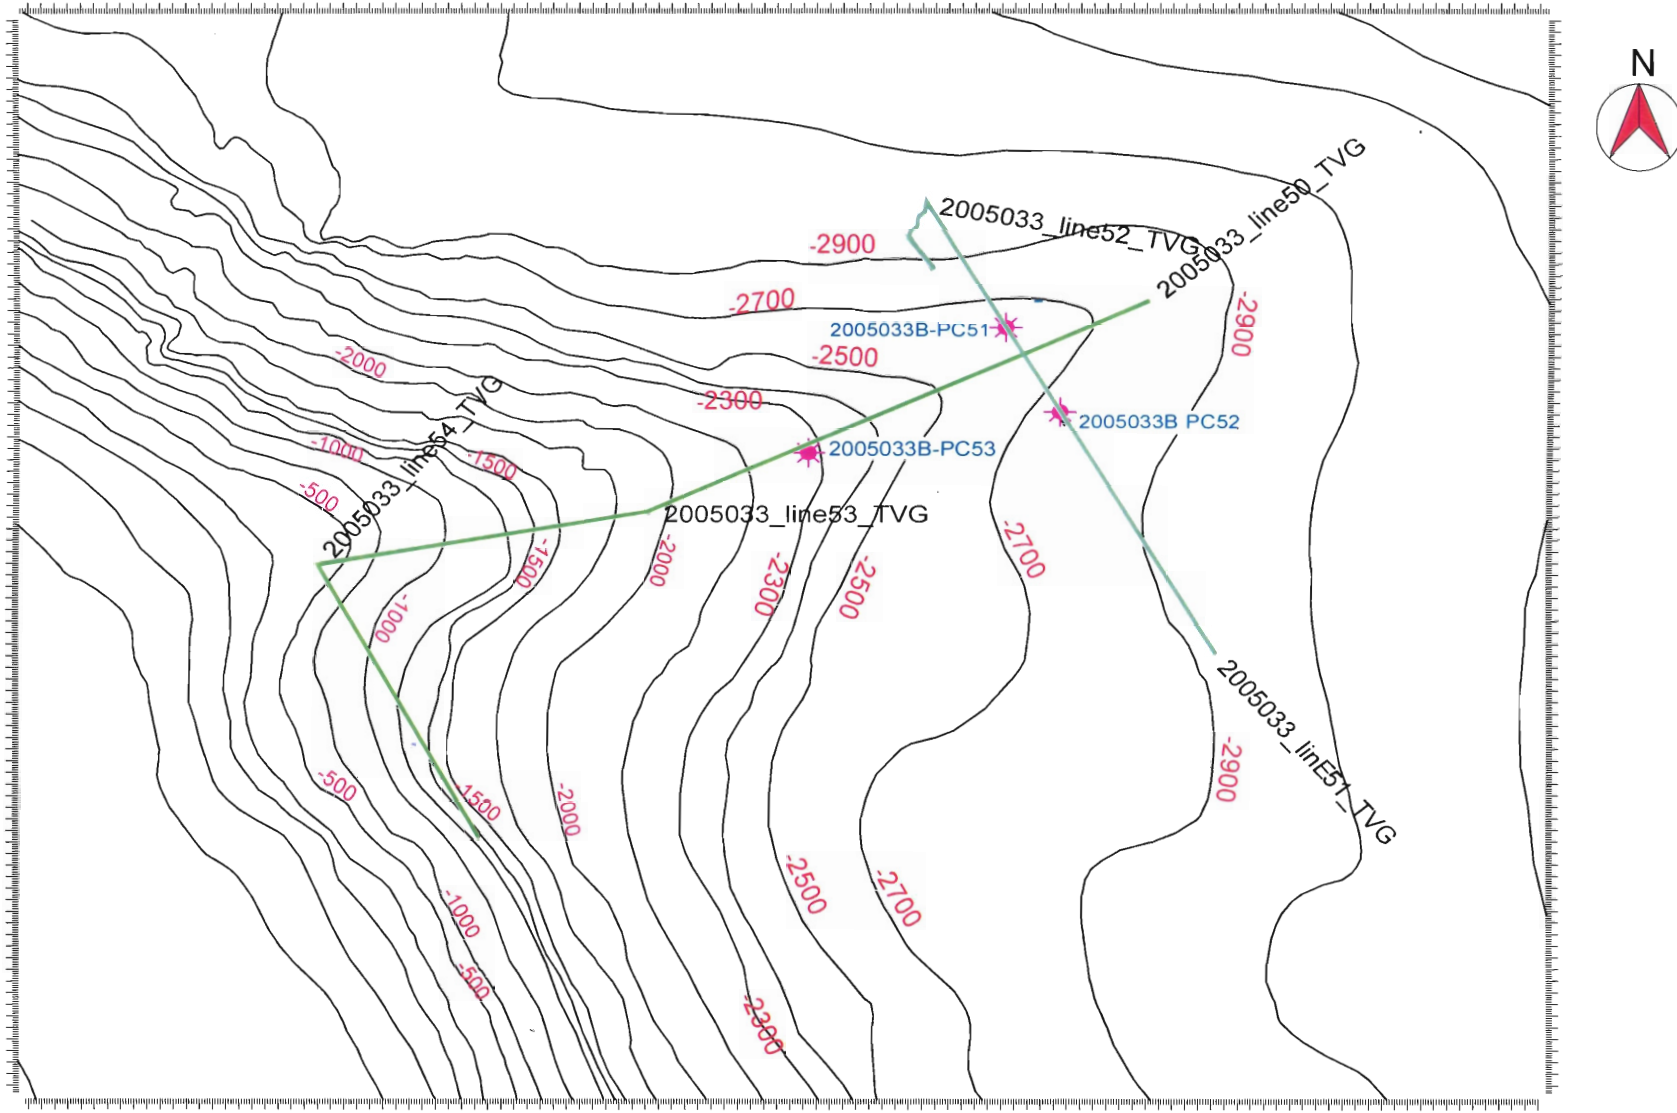 N
2005033_line50_TVG
2005033_line52_TVG
-2900
-2700
-2900
2005033B-PC51
-2500
-2000
-2300
2005033B PC52
2005033_line54_TVG
-1000
-1500
2005033B-PC53
-500
2005033_line53_TVG
-2700
-1500
-2000
-2300
-2500
-1000
2005033_linE51_TVG
-2900
-500
-1500
-2000
-2500
-2700
-1000
-500
-2300